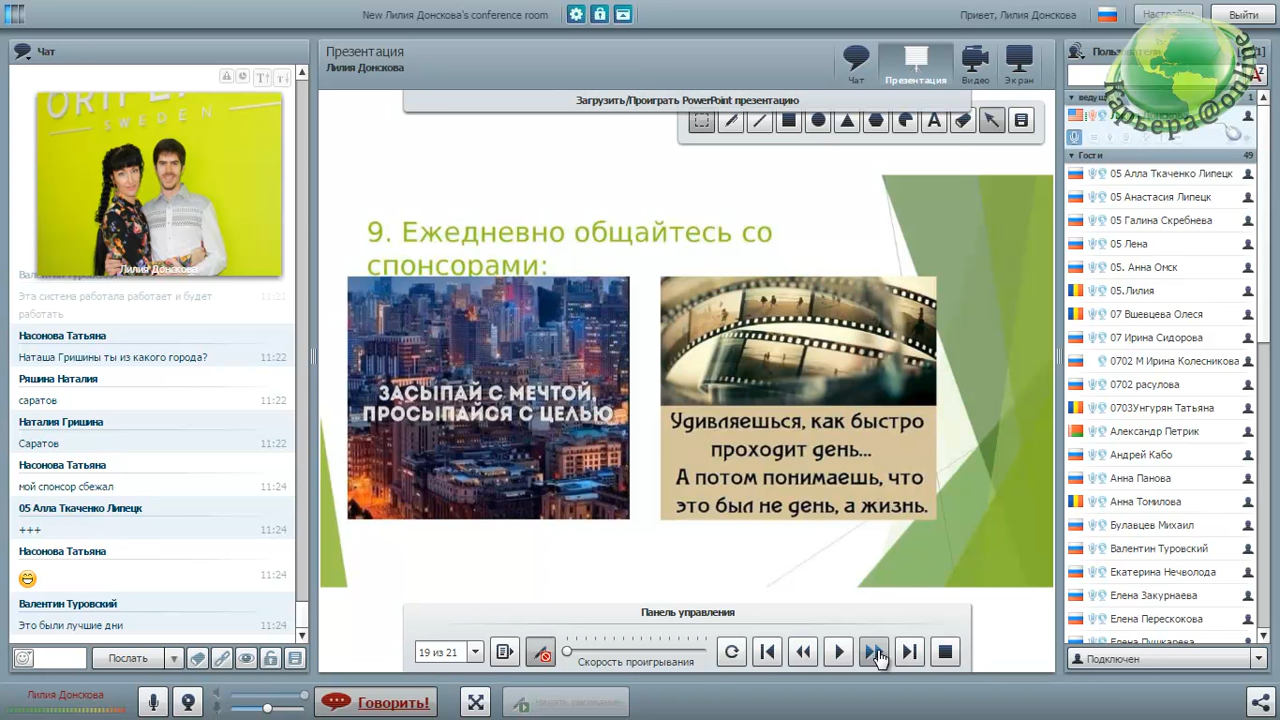 New Лилия Донскова's conference room
Привет, Лилия Донскова
Настройки
Выйти
Чат
SWEDEN
Лилия Донскова
Эта система работала работает и будет
работать
11:21
Насонова Татьяна
Наташа Гришины ты из какого города?
11:22
Ряшина Наталия
саратов
11:22
Наталия Гришина
Саратов
11:22
Насонова Татьяна
мой спонсор сбежал
11:24
05 Алла Ткаченко Липецк
+++
11:24
Насонова Татьяна
11:24
Валентин Туровский
Это были лучшие дни
11:24
Послать
Лилия Донскова
Говорить!
Презентация
Лилия Донскова
Чат
Презентация
Видео
Экран
Загрузить/Проиграть PowerPoint презентацию
9. Ежедневно общайтесь со
спонсорами:
ЗАСЫПАЙ С МЕЧТОЙ,
ПРОСЫПАЙСЯ С ЦЕЛЬЮ
Удивляешься, как быстро
проходит день...
А потом понимаешь, что
это был не день, а жизнь.
Панель управления
19 из 21
Скорость проигрывания
Карьера@online
Гости
49
05 Алла Ткаченко Липецк
05 Анастасия Липецк
05 Галина Скребнева
05 Лена
05. Анна Омск
05.Лилия
07 Вшевцева Олеся
07 Ирина Сидорова
0702 М Ирина Колесникова
0702 расулова
0703Унгурян Татьяна
Александр Петрик
Андрей Кабо
Анна Панова
Анна Томилова
Булавцев Михаил
Валентин Туровский
Екатерина Нечволода
Елена Закурнаева
Елена Перескокова
Елена Пушкарева
Подключен